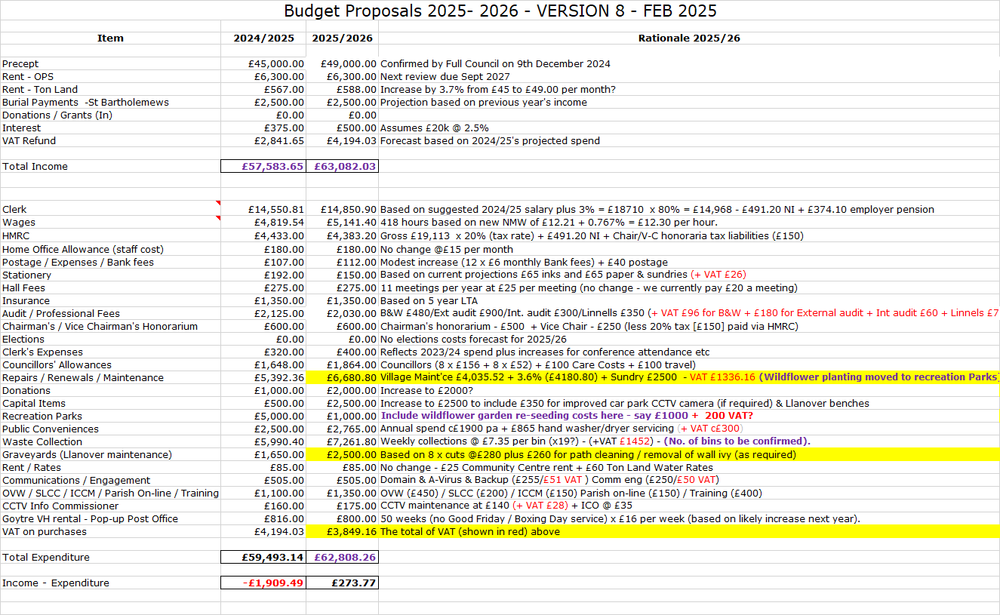 Budget Proposals 2025- 2026 - VERSION 8 - FEB 2025
Item 2024/2025 2025/2026 Rationale 2025/26
Precept £45,000.00 £49,000.00 Confirmed by Full Council on 9th December 2024
Rent - OPS £6,300.00 £6,300.00 Next review due Sept 2027
Rent - Ton Land £567.00 £588.00 Increase by 3.7% from £45 to £49.00 per month?
Burial Payments -St Bartholemews £2,500.00 £2,500.00 Projection based on previous year's income
Donations / Grants (In) £0.00 £0.00
Interest £375.00 £500.00 Assumes £20k @ 2.5%
VAT Refund £2,841.65 £4,194.03 Forecast based on 2024/25's projected spend
Total Income £57,583.65 £63,082.03
Clerk £14,550.81 £14,850.90 Based on suggested 2024/25 salary plus 3% = £18710 x 80% = £14,968 - £491.20 NI + £374.10 employer pension
Wages £4,819.54 £5,141.40 418 hours based on new NMW of £12.21 + 0.767% = £12.30 per hour.
HMRC £4,433.00 £4,383.20 Gross £19,113 x 20% (tax rate) + £491.20 NI + Chair/V-C honoraria tax liabilities (£150)
Home Office Allowance (staff cost) £180.00 £180.00 No change @£15 per month
Postage / Expenses / Bank fees £107.00 £112.00 Modest increase (12 x £6 monthly Bank fees) + £40 postage
Stationery £192.00 £150.00 Based on current projections £65 inks and £65 paper & sundries (+ VAT £26)
Hall Fees £275.00 £275.00 11 meetings per year at £25 per meeting (no change - we currently pay £20 a meeting)
Insurance £1,350.00 £1,350.00 Based on 5 year LTA
Audit / Professional Fees £2,125.00 £2,030.00 B&W £480/Ext audit £900/Int. audit £300/Linnells £350 (+ VAT £96 for B&W + £180 for External audit + Int audit £60 + Linnels £7
Chairman's / Vice Chairman's Honorarium £600.00 £600.00 Chairman's honorarium - £500 + Vice Chair - £250 (less 20% tax [£150] paid via HMRC)
Elections £0.00 £0.00 No elections costs forecast for 2025/26
Clerk's Expenses £320.00 £400.00 Reflects 2023/24 spend plus increases for conference attendance etc
Councillors' Allowances £1,648.00 £1,864.00 Councillors (8 x £156 + 8 x £52) + £100 Care Costs + £100 travel)
Repairs / Renewals / Maintenance £5,392.36 £6,680.80 Village Maint'ce £4,035.52 + 3.6% (£4180.80) + Sundry £2500 - VAT £1336.16 (Wildflower planting moved to recreation Parks)
Donations £1,000.00 £2,000.00 Increase to £2000?
Capital Items £500.00 £2,500.00 Increase to £2500 to include £350 for improved car park CCTV camera (if required) & Llanover benches
Recreation Parks £5,000.00 £1,000.00 Include wildflower garden re-seeding costs here - say £1000 + 200 VAT?
Public Conveniences £2,500.00 £2,765.00 Annual spend c£1900 pa + £865 hand washer/dryer servicing (+ VAT c£300)
Waste Collection £5,990.40 £7,261.80 Weekly collections @ £7.35 per bin (x19?) - (+VAT £1452) - (No. of bins to be confirmed).
Graveyards (Llanover maintenance) £1,650.00 £2,500.00 Based on 8 x cuts @£280 plus £260 for path cleaning / removal of wall ivy (as required)
Rent / Rates £85.00 £85.00 No change - £25 Community Centre rent + £60 Ton Land Water Rates
Communications / Engagement £505.00 £505.00 Domain & A-Virus & Backup (£255/£51 VAT ) Comm eng (£250/£50 VAT)
OVW / SLCC / ICCM / Parish On-line / Training £1,100.00 £1,350.00 OVW (£450) / SLCC (£200) / ICCM (£150) Parish on-line (£150) / Training (£400)
CCTV Info Commissioner £160.00 £175.00 CCTV maintenance at £140 (+ VAT £28) + ICO @ £35
Goytre VH rental - Pop-up Post Office £816.00 £800.00 50 weeks (no Good Friday / Boxing Day service) x £16 per week (based on likely increase next year).
VAT on purchases £4,194.03 £3,849.16 The total of VAT (shown in red) above
Total Expenditure £59,493.14 £62,808.26
Income - Expenditure -£1,909.49 £273.77